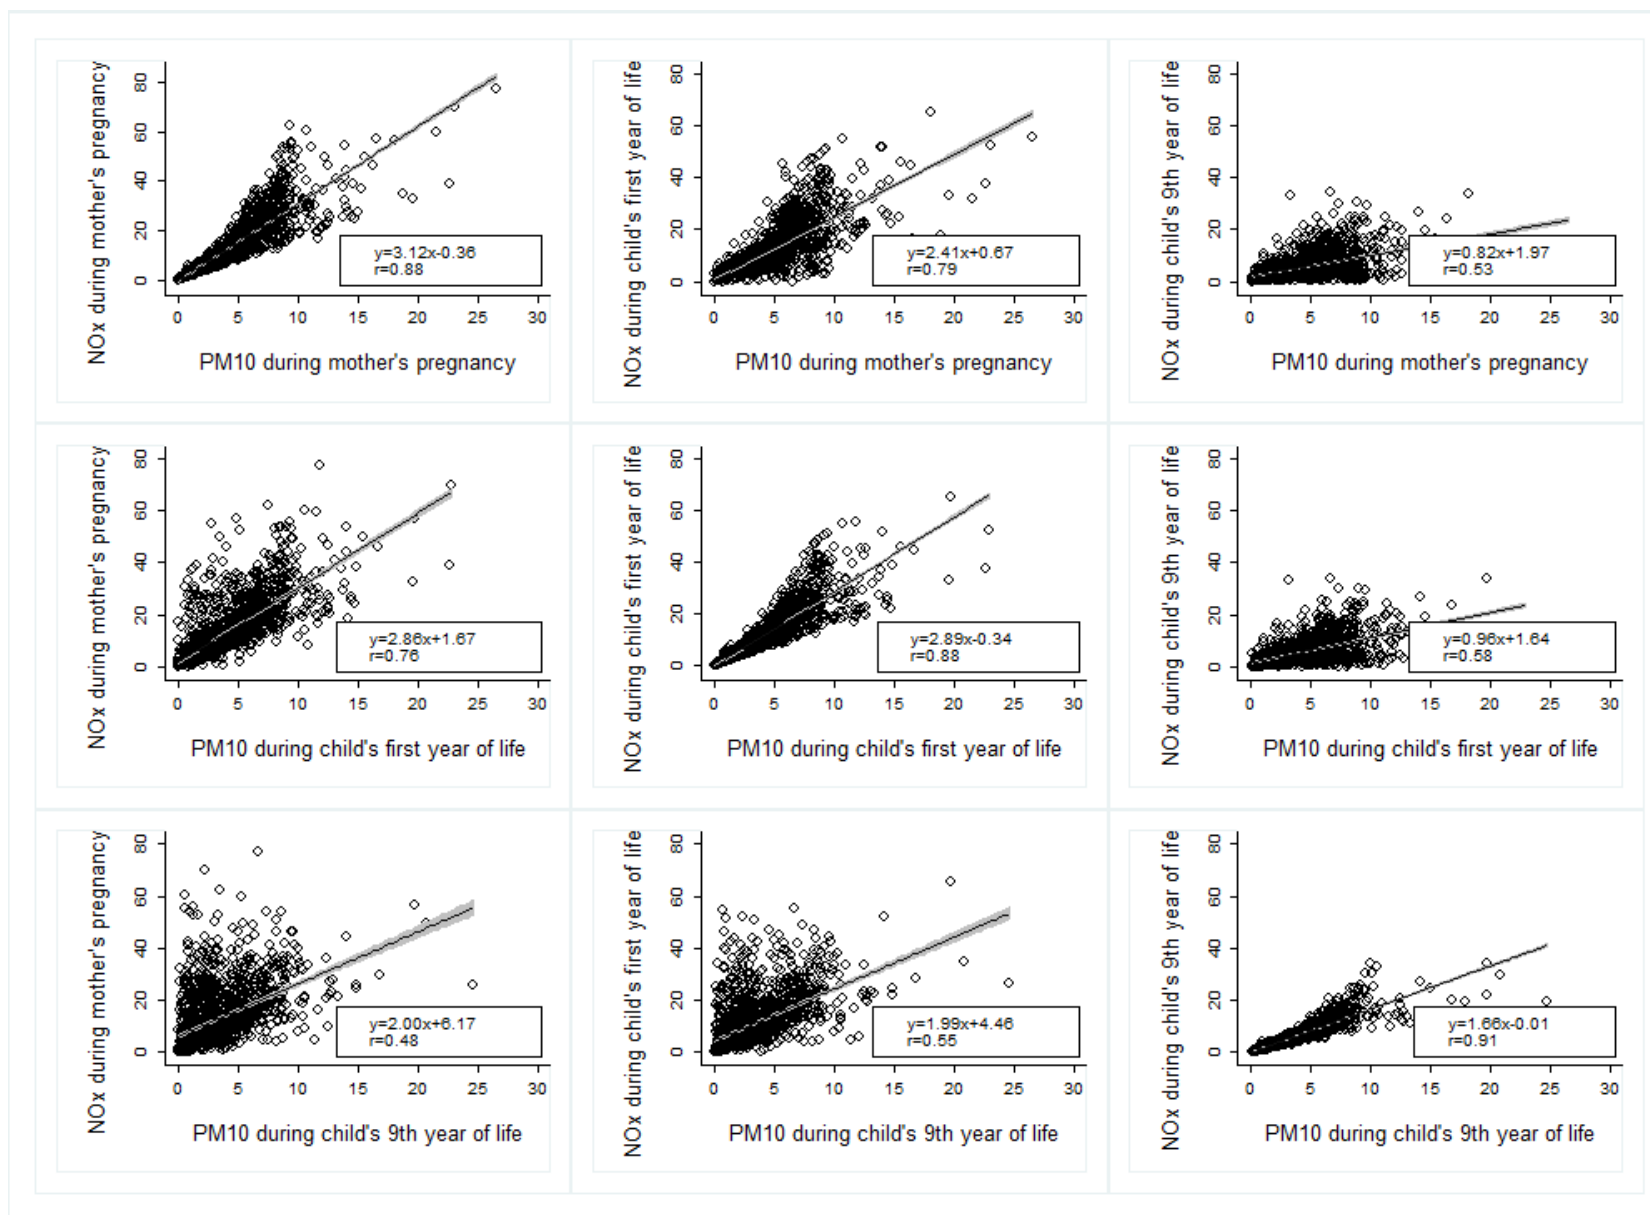 NOx during mother's pregnancy
80
60
40
20
0
y=3.12x-0.36
r=0.88
0 5 10 15 20 25 30
PM10 during mother's pregnancy
NOx during child's first year of life
80
60
40
20
0
y=2.41x+0.67
r=0.79
0 5 10 15 20 25 30
PM10 during mother's pregnancy
NOx during child's 9th year of life
80
60
40
20
0
y=0.82x+1.97
r=0.53
0 5 10 15 20 25 30
PM10 during mother's pregnancy
NOx during mother's pregnancy
80
60
40
20
0
y=2.86x+1.67
r=0.76
0 5 10 15 20 25 30
PM10 during child's first year of life
NOx during child's first year of life
80
60
40
20
0
y=2.89x-0.34
r=0.88
0 5 10 15 20 25 30
PM10 during child's first year of life
NOx during child's 9th year of life
80
60
40
20
0
y=0.96x+1.64
r=0.58
0 5 10 15 20 25 30
PM10 during child's first year of life
NOx during mother's pregnancy
80
60
40
20
0
y=2.00x+6.17
r=0.48
0 5 10 15 20 25 30
PM10 during child's 9th year of life
NOx during child's first year of life
80
60
40
20
0
y=1.99x+4.46
r=0.55
0 5 10 15 20 25 30
PM10 during child's 9th year of life
NOx during child's 9th year of life
80
60
40
20
0
y=1.66x-0.01
r=0.91
0 5 10 15 20 25 30
PM10 during child's 9th year of life